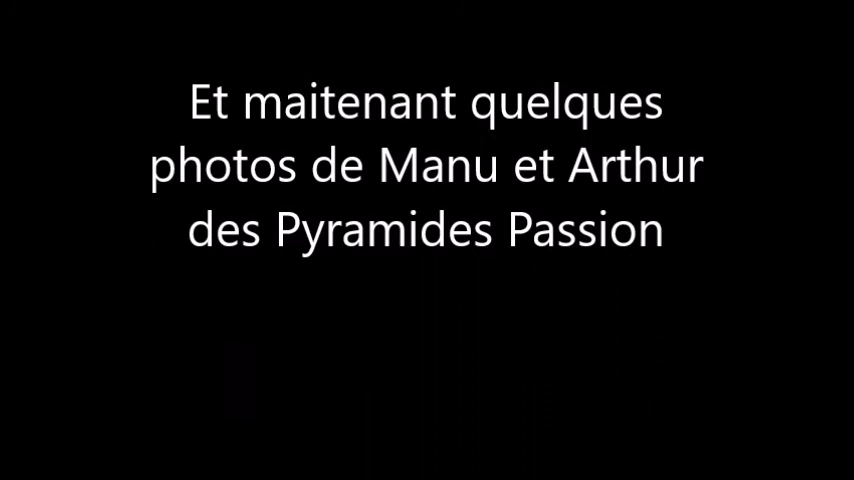 Et maitenant quelques
photos de Manu et Arthur
des Pyramides Passion